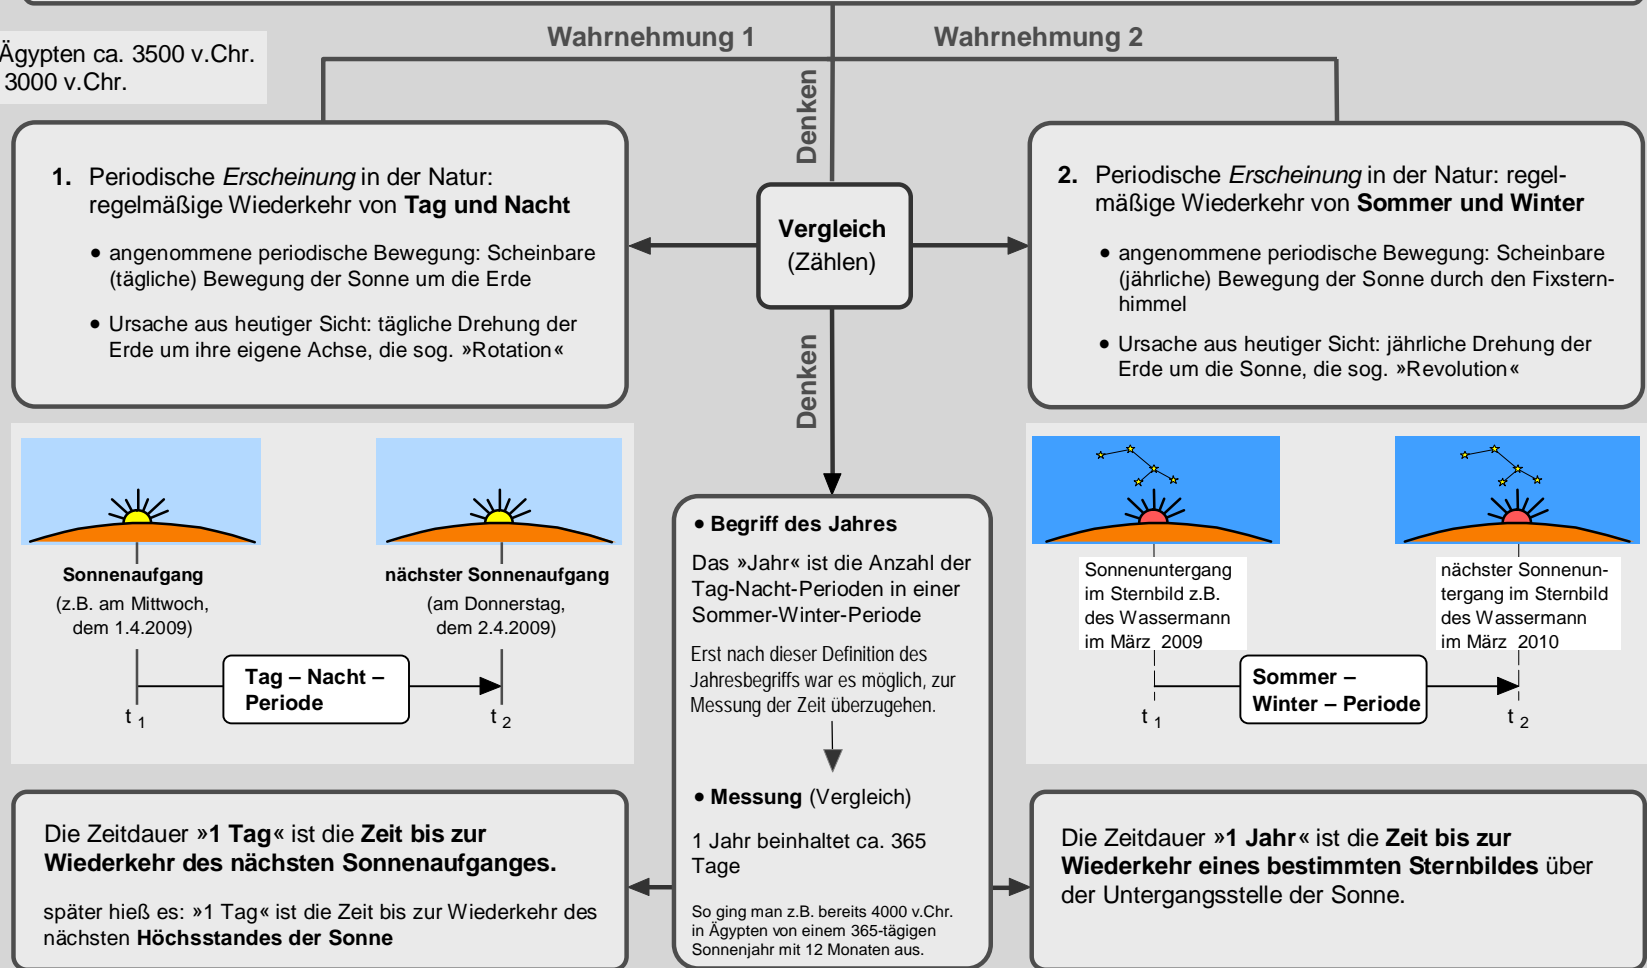 Wahrnehmung 1
Wahrnehmung 2
Ägypten ca. 3500 v.Chr.
3000 v.Chr.
Denken
1. Periodische Erscheinung in der Natur:
regelmäßige Wiederkehr von Tag und Nacht
• angenommene periodische Bewegung: Scheinbare
(tägliche) Bewegung der Sonne um die Erde
• Ursache aus heutiger Sicht: tägliche Drehung der
Erde um ihre eigene Achse, die sog. »Rotation«
Vergleich
(Zählen)
2. Periodische Erscheinung in der Natur: regel-
mäßige Wiederkehr von Sommer und Winter
• angenommene periodische Bewegung: Scheinbare
(jährliche) Bewegung der Sonne durch den Fixstern-
himmel
• Ursache aus heutiger Sicht: jährliche Drehung der
Erde um die Sonne, die sog. »Revolution«
Denken
Sonnenaufgang
(z.B. am Mittwoch,
dem 1.4.2009)
nächster Sonnenaufgang
(am Donnerstag,
dem 2.4.2009)
Tag – Nacht –
Periode
t 1
t 2
• Begriff des Jahres
Das »Jahr« ist die Anzahl der
Tag-Nacht-Perioden in einer
Sommer-Winter-Periode
Erst nach dieser Definition des
Jahresbegriffs war es möglich, zur
Messung der Zeit überzugehen.
• Messung (Vergleich)
1 Jahr beinhaltet ca. 365
Tage
So ging man z.B. bereits 4000 v.Chr.
in Ägypten von einem 365-tägigen
Sonnenjahr mit 12 Monaten aus.
Sonnenuntergang
im Sternbild z.B.
des Wassermann
im März 2009
nächster Sonnenun-
tergang im Sternbild
des Wassermann
im März 2010
Sommer –
Winter – Periode
t 1
t 2
Die Zeitdauer »1 Tag« ist die Zeit bis zur
Wiederkehr des nächsten Sonnenaufganges.
später hieß es: »1 Tag« ist die Zeit bis zur Wiederkehr des
nächsten Höchsstandes der Sonne
Die Zeitdauer »1 Jahr« ist die Zeit bis zur
Wiederkehr eines bestimmten Sternbildes über
der Untergangsstelle der Sonne.